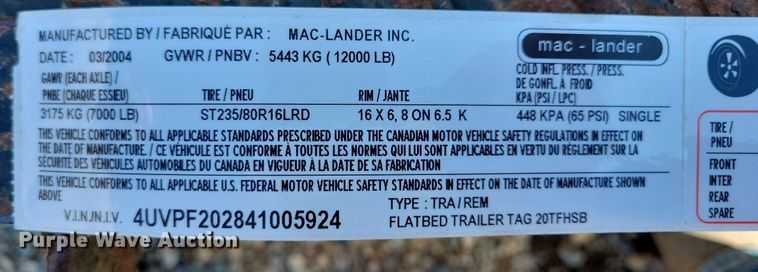 MANUFACTURED BY / FABRIQUÉ PAR : MAC-LANDER INC.
mac - lander
DATE : 03/2004 GVWR / PNBV : 5443 KG ( 12000 LB)
GAWR (EACH AXLE) /
PNBE (CHAQUE ESSIEU) TIRE / PNEU RIM / JANTE
COLD INFL. PRESS. / PRESS.
DE GONFL. À FROID
KPA (PSI / LPC)
3175 KG (7000 LB) ST235/80R16LRD 16 X 6, 8 ON 6.5 K 448 KPA (65 PSI) SINGLE
THIS VEHICLE CONFORMS TO ALL APPLICABLE STANDARDS PRESCRIBED UNDER THE CANADIAN MOTOR VEHICLE SAFETY REGULATIONS IN EFFECT ON
THE DATE OF MANUFACTURE. / CE VÉHICULE EST CONFORME À TOUTES LES NORMES QUI LUI SONT APPLICABLES EN VERTU DU RÈGLEMENT SUR LA
SÉCURITÉ DES VÉHICULES AUTOMOBILES DU CANADA EN VIGUEUR À LA DATE DE SA FABRICATION
THIS VEHICLE CONFORMS TO ALL APPLICABLE U.S. FEDERAL MOTOR VEHICLE SAFETY STANDARDS IN EFFECT ON THE DATE OF MANUFACTURE SHOWN
ABOVE
TYPE : TRA / REM
V.I.N./N.I.V. 4UVPF202841005924 FLATBED TRAILER TAG 20TFHSB
TIRE /
PNEU
FRONT
INTER
REAR
SPARE
Purple Wave Auction